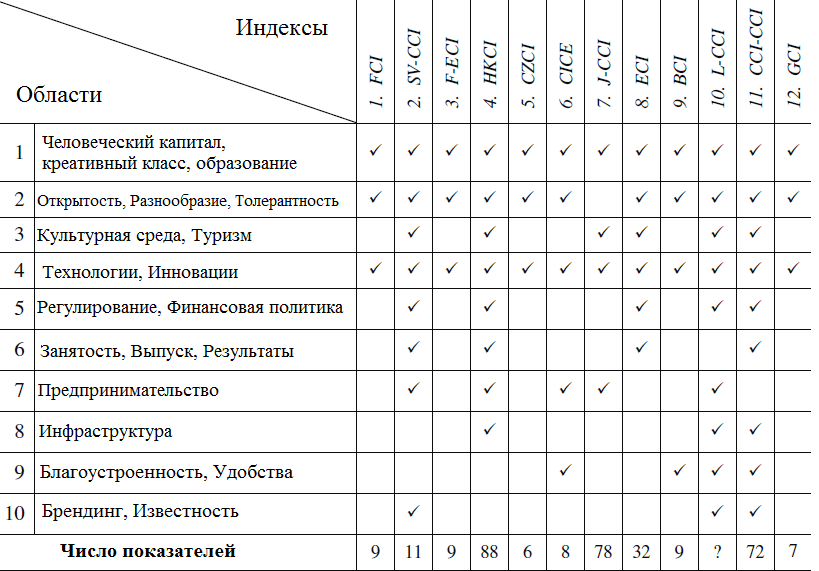 Индексы
Области
1. FCI
2. SV-CCI
3. F-ECI
4. HKCI
5. CZCI
6. CICE
7. J-CCI
8. ECI
9. BCI
10. L-CCI
11. CCI-CCI
12. GCI
1 Человеческий капитал,
креативный класс, образование ✓ ✓ ✓ ✓ ✓ ✓ ✓ ✓ ✓ ✓ ✓ ✓
2 Открытость, Разнообразие, Толерантность ✓ ✓ ✓ ✓ ✓ ✓ ✓ ✓ ✓ ✓ ✓
3 Культурная среда, Туризм ✓ ✓ ✓ ✓ ✓ ✓
4 Технологии, Инновации ✓ ✓ ✓ ✓ ✓ ✓ ✓ ✓ ✓ ✓ ✓ ✓
5 Регулирование, Финансовая политика ✓ ✓ ✓ ✓ ✓
6 Занятость, Выпуск, Результаты ✓ ✓ ✓ ✓
7 Предпринимательство ✓ ✓ ✓ ✓ ✓
8 Инфраструктура ✓ ✓ ✓
9 Благоустроенность, Удобства ✓ ✓ ✓ ✓
10 Брендинг, Известность ✓ ✓ ✓
Число показателей 9 11 9 88 6 8 78 32 9 ? 72 7